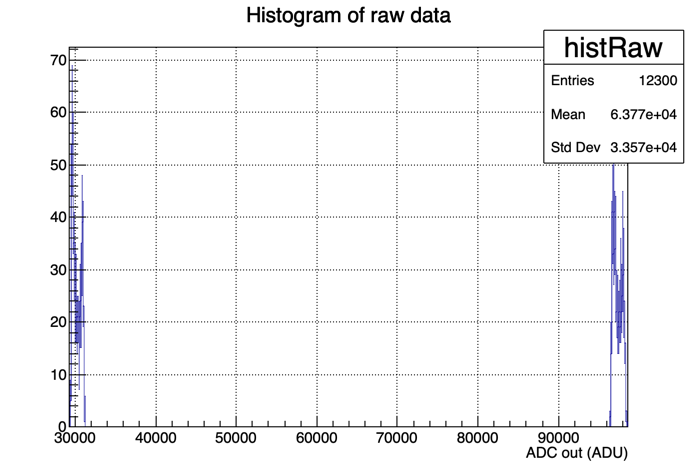 Histogram of raw data
histRaw
Entries 12300
Mean 6.377e+04
Std Dev 3.357e+04
70
60
50
40
30
20
10
0
30000 40000 50000 60000 70000 80000 90000
ADC out (ADU)